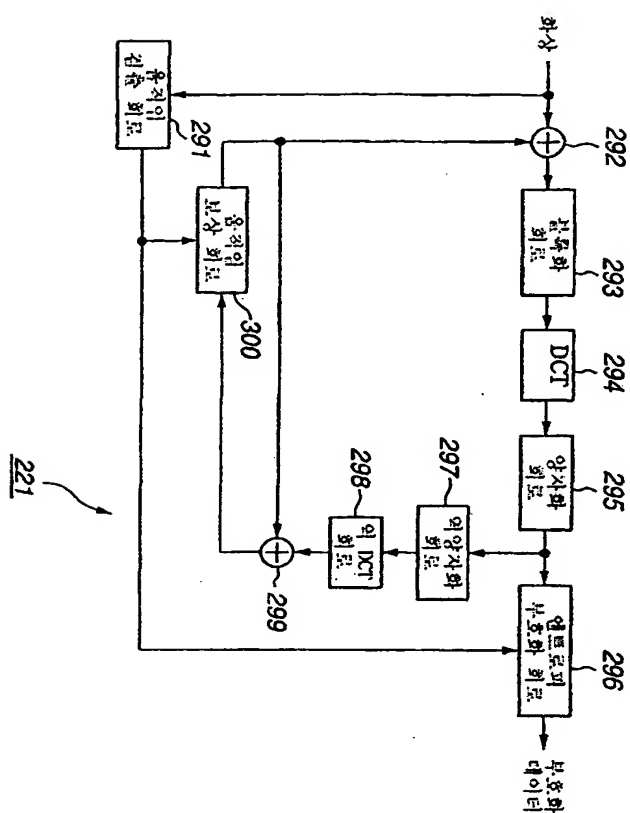 화상
292
블록화
회로
293
DCT
294
양자화
회로
295
엔트로피
부호화 회로
296
부호화
데이터
움직임
검출 회로
291
움직임
보상 회로
300
역양자화
회로
297
역 DCT
회로
298
299
221